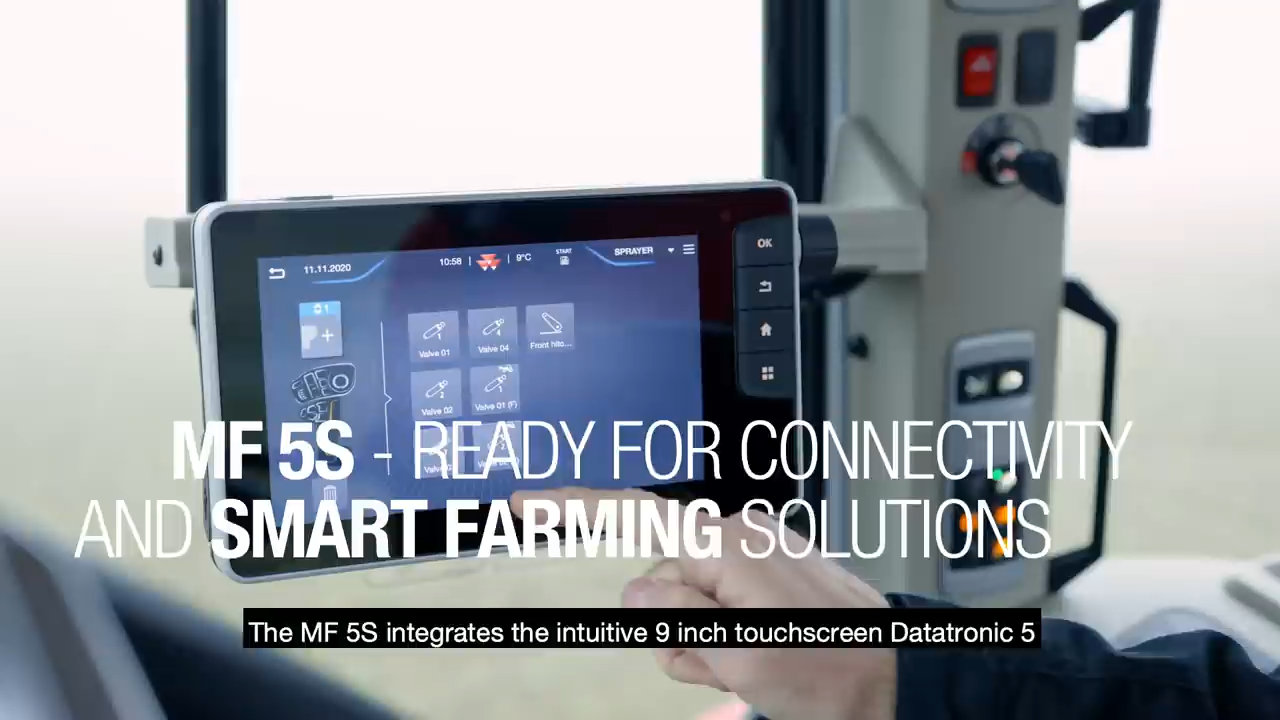 OK
11.11.2020
10:58
9°C
START
SPRAYER
1
Valve 01
Valve 04
Front hitc...
Valve 02
Valve 01 (F)
MF 5S - READY FOR CONNECTIVITY
AND SMART FARMING SOLUTIONS
The MF 5S integrates the intuitive 9 inch touchscreen Datatronic 5